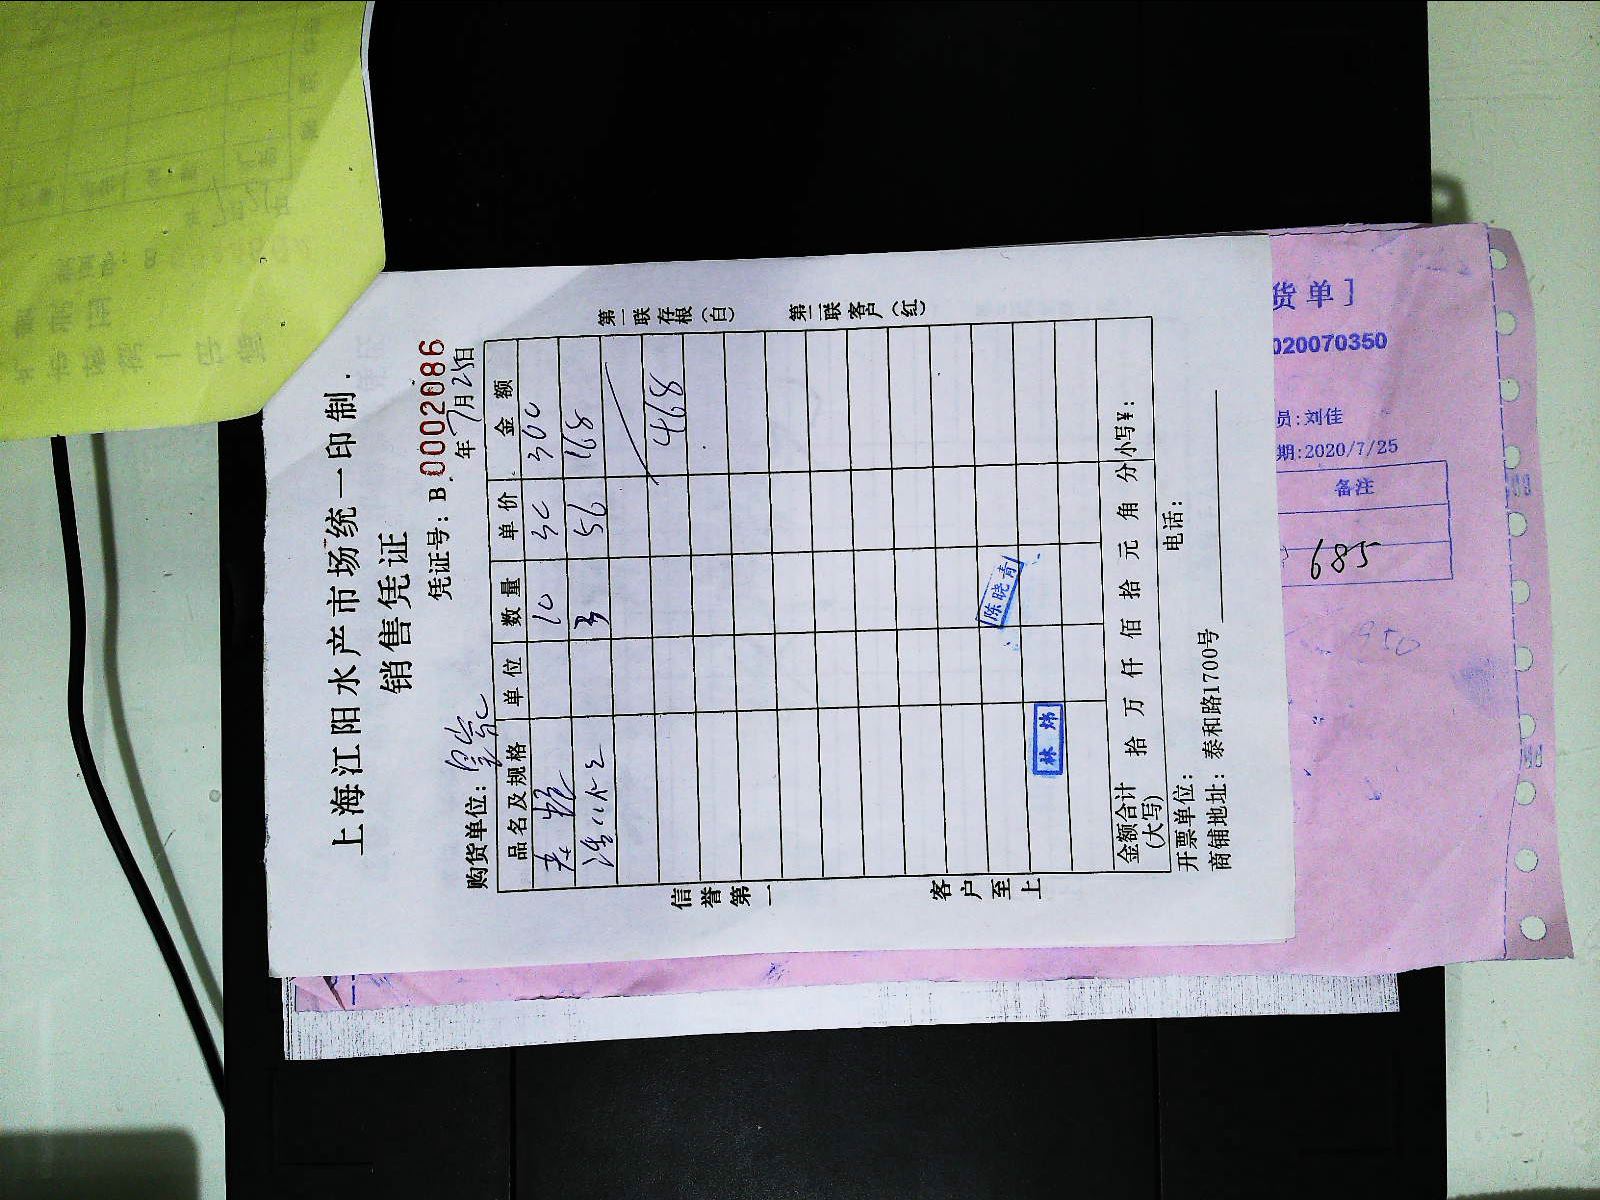 上海江阳水产市场统一印制
销售凭证
凭证号：B.0002086
年7月25日
购货单位：
品名及规格 单位 数量 单价 金额
10 30 300
3 56 168
468
金额合计（大写） 拾 万 仟 佰 拾 元 角 分 小写￥：
开票单位： 电话：
商铺地址：泰和路1700号
第一联存根（白）
第二联客户（红）
信誉第一
客户至上
陈晓青
林炜
货单］
020070350
员:刘佳
期:2020/7/25
备注
685
950